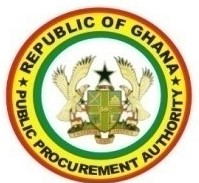 REPUBLIC OF GHANA
PUBLIC PROCUREMENT AUTHORITY